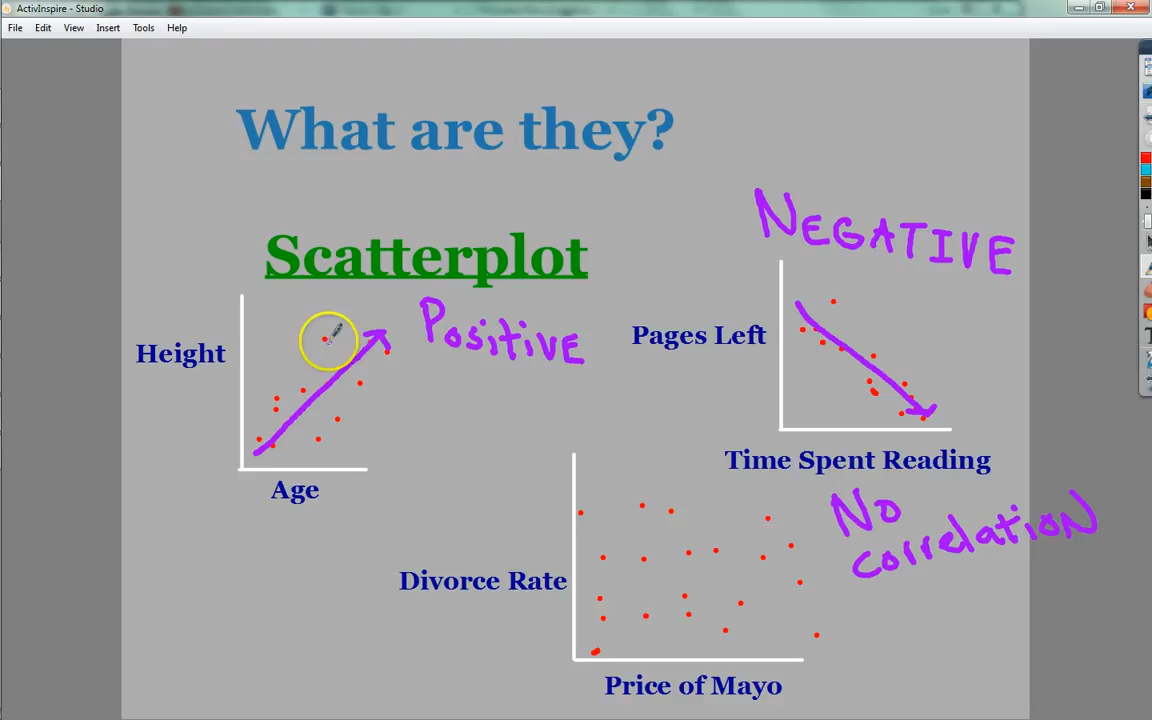 ActivInspire - Studio
File Edit View Insert Tools Help
What are they?
Scatterplot
NEGATIVE
Positive
Height
Age
Pages Left
Time Spent Reading
No
correlation
Divorce Rate
Price of Mayo